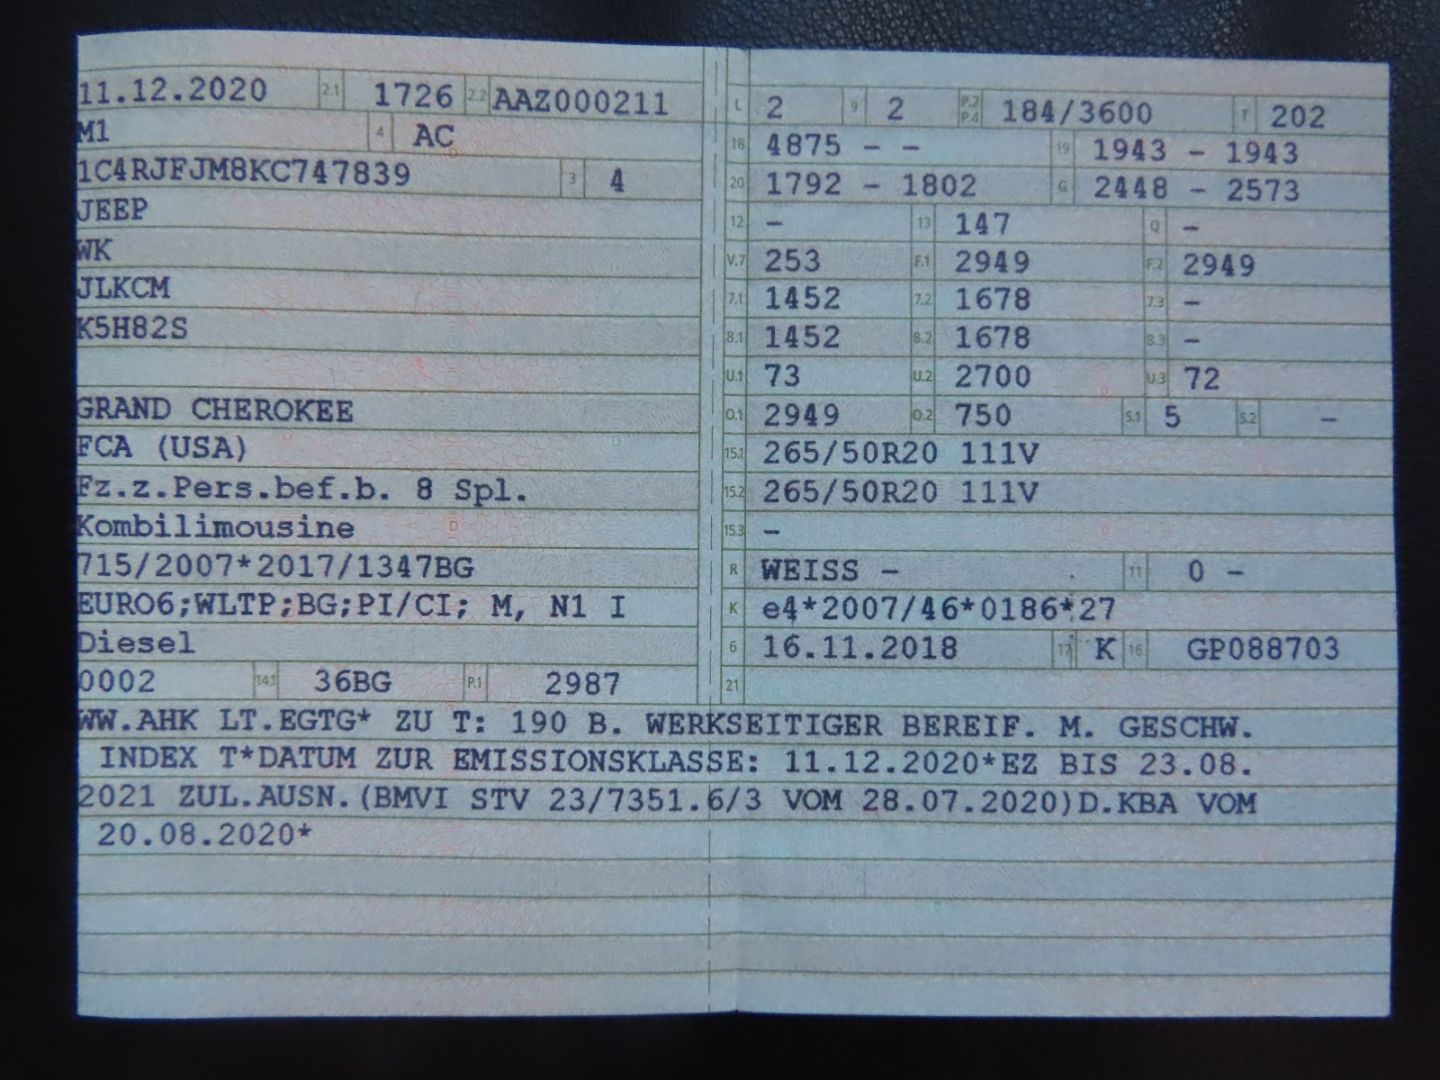 11.12.2020 2.1 1726 2.2 AAZ000211
M1 4 AC
1C4RJFJM8KC747839 3 4
JEEP
WK
JLKCM
K5H82S
GRAND CHEROKEE
FCA (USA)
Fz.z.Pers.bef.b. 8 Spl.
Kombilimousine
715/2007*2017/1347BG
EURO6;WLTP;BG;PI/CI; M, N1 I
Diesel
0002 14.1 36BG P.1 2987
L 2 9 2 P.2 P.4 184/3600 T 202
18 4875 - - 19 1943 - 1943
20 1792 - 1802 G 2448 - 2573
12 - 13 147 Q -
V.7 253 F.1 2949 F.2 2949
7.1 1452 7.2 1678 7.3 -
8.1 1452 8.2 1678 8.3 -
U.1 73 U.2 2700 U.3 72
O.1 2949 O.2 750 S.1 5 S.2 -
15.1 265/50R20 111V
15.2 265/50R20 111V
15.3 -
R WEISS - 11 0 -
K e4*2007/46*0186*27
6 16.11.2018 17 K 16 GP088703
21
WW.AHK LT.EGTG* ZU T: 190 B. WERKSEITIGER BEREIF. M. GESCHW.
INDEX T*DATUM ZUR EMISSIONSKLASSE: 11.12.2020*EZ BIS 23.08.
2021 ZUL.AUSN.(BMVI STV 23/7351.6/3 VOM 28.07.2020)D.KBA VOM
20.08.2020*